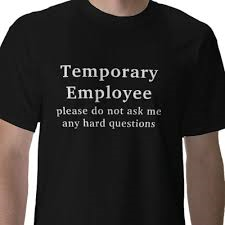 Temporary
Employee
please do not ask me
any hard questions